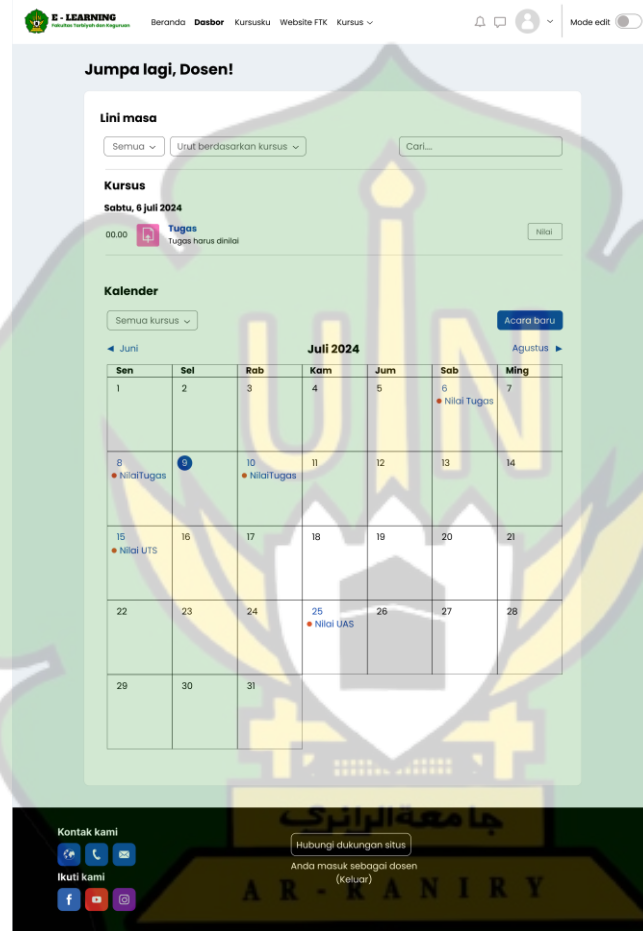 E - LEARNING
Fakultas Tarbiyah dan Keguruan
Beranda Dasbor Kursusku Website FTK Kursus
Mode edit
Jumpa lagi, Dosen!
Lini masa
Semua Urut berdasarkan kursus Cari....
Kursus
Sabtu, 6 juli 2024
00.00 Tugas
Tugas harus dinilai
Nilai
Kalender
Semua kursus Acara baru
◄ Juni Juli 2024 Agustus ►
Sen Sel Rab Kam Jum Sab Ming
1 2 3 4 5 6 7
• Nilai Tugas
8 9 10 11 12 13 14
• NilaiTugas • NilaiTugas
15 16 17 18 19 20 21
• Nilai UTS
22 23 24 25 26 27 28
• Nilai UAS
29 30 31
UIN
جامعة الرانري
AR - RANIRY
Kontak kami
Hubungi dukungan situs
Anda masuk sebagai dosen
(Keluar)
Ikuti kami